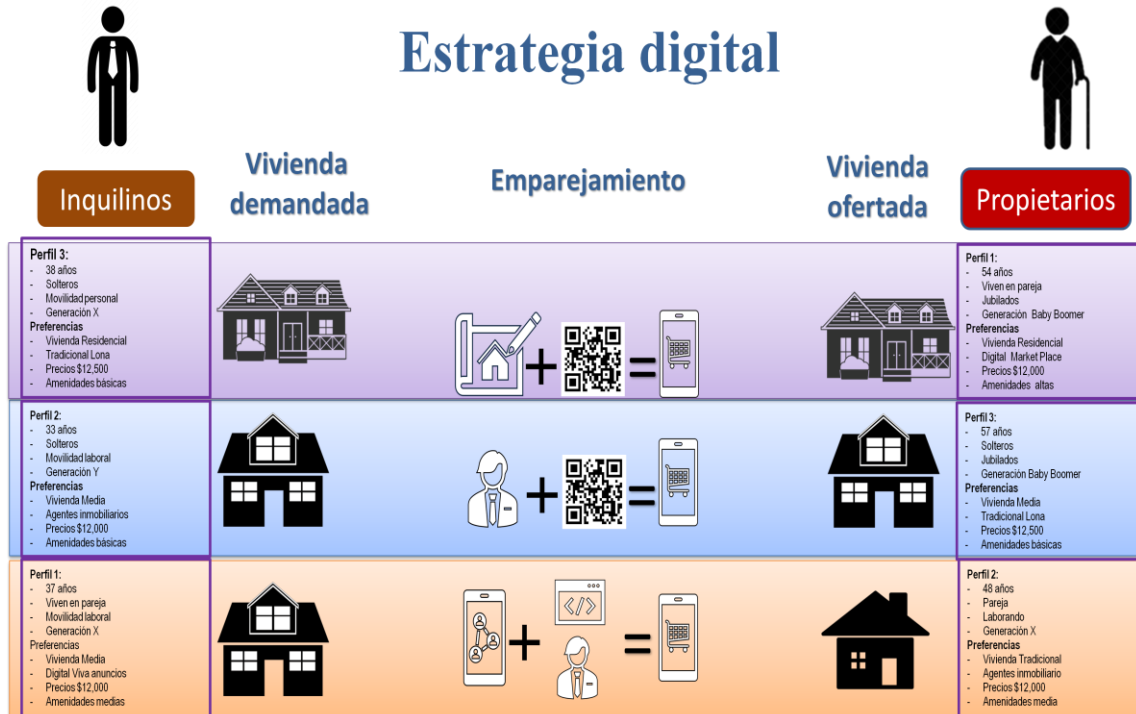 Estrategia digital
Inquilinos
Vivienda
demandada
Emparejamiento
Vivienda
ofertada
Propietarios
Perfil 3:
- 38 años
- Solteros
- Movilidad personal
- Generación X
Preferencias
- Vivienda Residencial
- Tradicional Lona
- Precios $12,500
- Amenidades básicas
+
=
Perfil 1:
- 54 años
- Viven en pareja
- Jubilados
- Generación Baby Boomer
Preferencias
- Vivienda Residencial
- Digital Market Place
- Precios $12,000
- Amenidades altas
Perfil 2:
- 33 años
- Solteros
- Movilidad laboral
- Generación Y
Preferencias
- Vivienda Media
- Agentes inmobiliarios
- Precios $12,000
- Amenidades básicas
+
=
Perfil 3:
- 57 años
- Solteros
- Jubilados
- Generación Baby Boomer
Preferencias
- Vivienda Media
- Tradicional Lona
- Precios $12,500
- Amenidades básicas
Perfil 1:
- 37 años
- Viven en pareja
- Movilidad laboral
- Generación X
Preferencias
- Vivienda Media
- Digital Viva anuncios
- Precios $12,000
- Amenidades medias
+
</>
=
Perfil 2:
- 48 años
- Pareja
- Laborando
- Generación X
Preferencias
- Vivienda Tradicional
- Agentes inmobiliario
- Precios $12,000
- Amenidades media